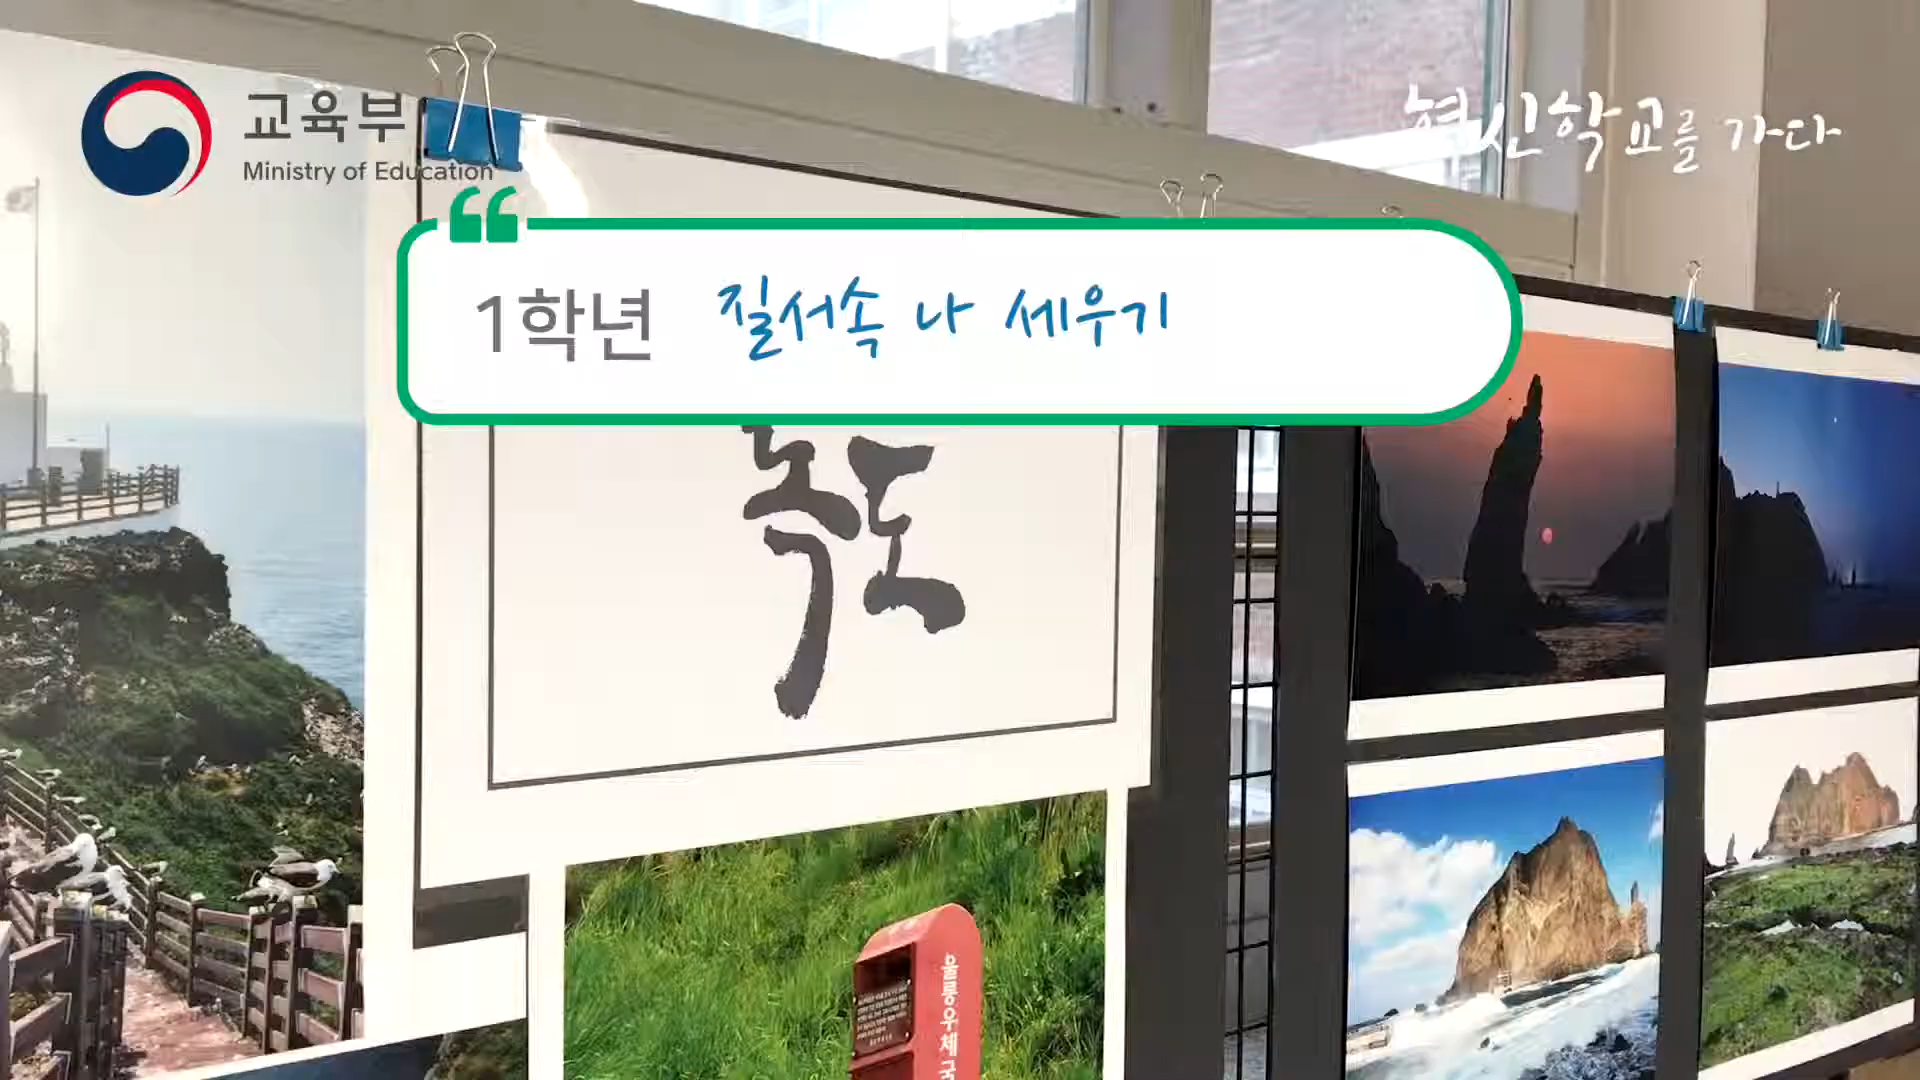 교육부
Ministry of Education
혁신학교를 가다
1학년 질서속 나 세우기
독도
울릉우체국